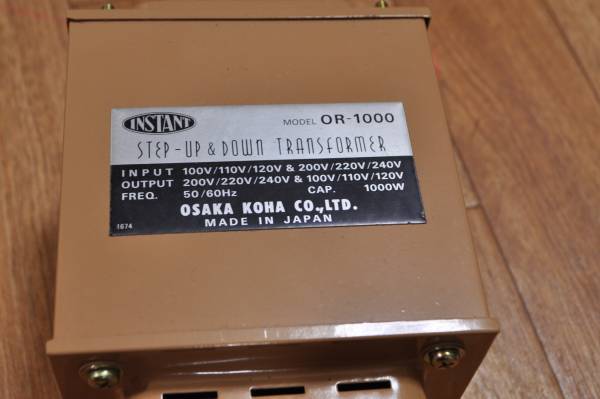 INSTANT MODEL OR-1000
STEP-UP & DOWN TRANSFORMER
INPUT 100V/110V/120V & 200V/220V/240V
OUTPUT 200V/220V/240V & 100V/110V/120V
FREQ. 50/60Hz CAP. 1000W
OSAKA KOHA CO.,LTD.
MADE IN JAPAN
1674